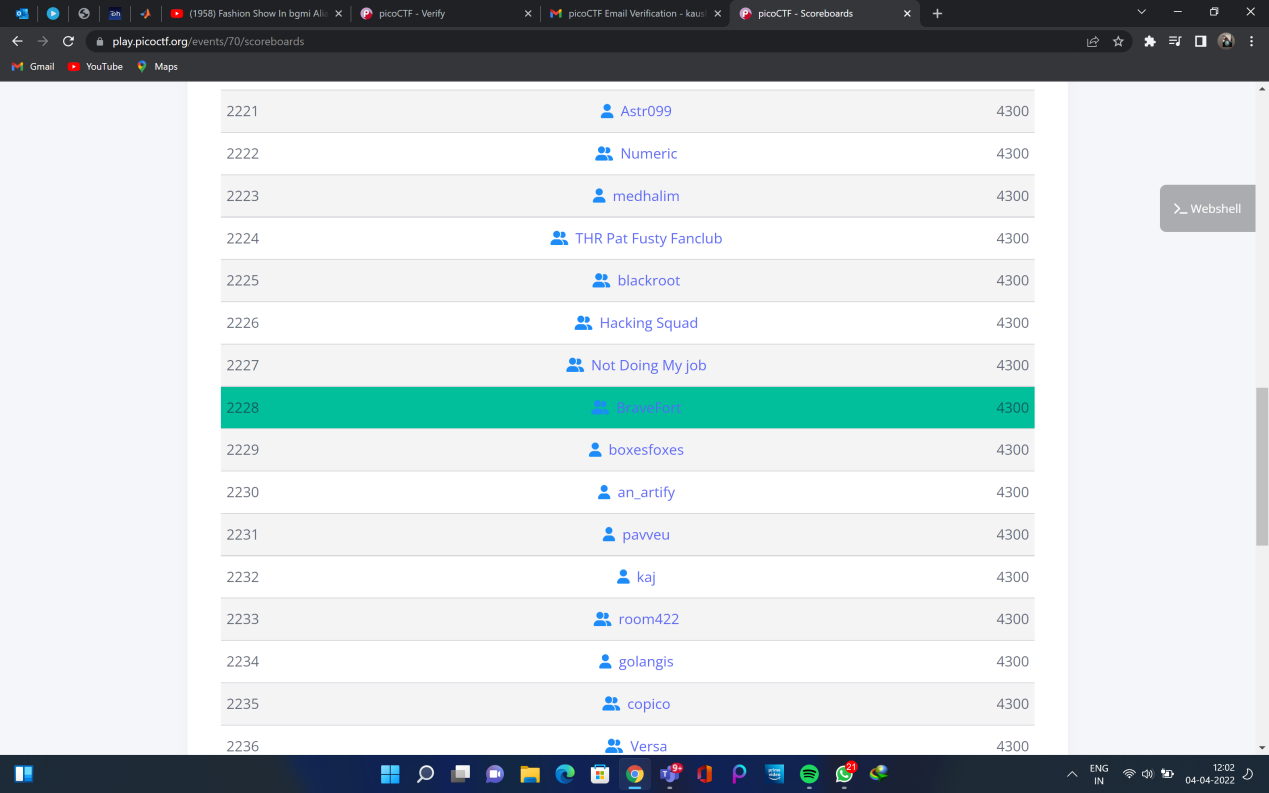 (1958) Fashion Show In bgmi Alia
picoCTF - Verify
picoCTF Email Verification - kaus
picoCTF - Scoreboards
play.picoctf.org/events/70/scoreboards
Gmail YouTube Maps
2221 Astr099 4300
2222 Numeric 4300
2223 medhalim 4300
2224 THR Pat Fusty Fanclub 4300
2225 blackroot 4300
2226 Hacking Squad 4300
2227 Not Doing My job 4300
2228 BraveFort 4300
2229 boxesfoxes 4300
2230 an_artify 4300
2231 pavveu 4300
2232 kaj 4300
2233 room422 4300
2234 golangis 4300
2235 copico 4300
2236 Versa 4300
>_ Webshell
9+
prime video
21
ENG
IN
12:02
04-04-2022